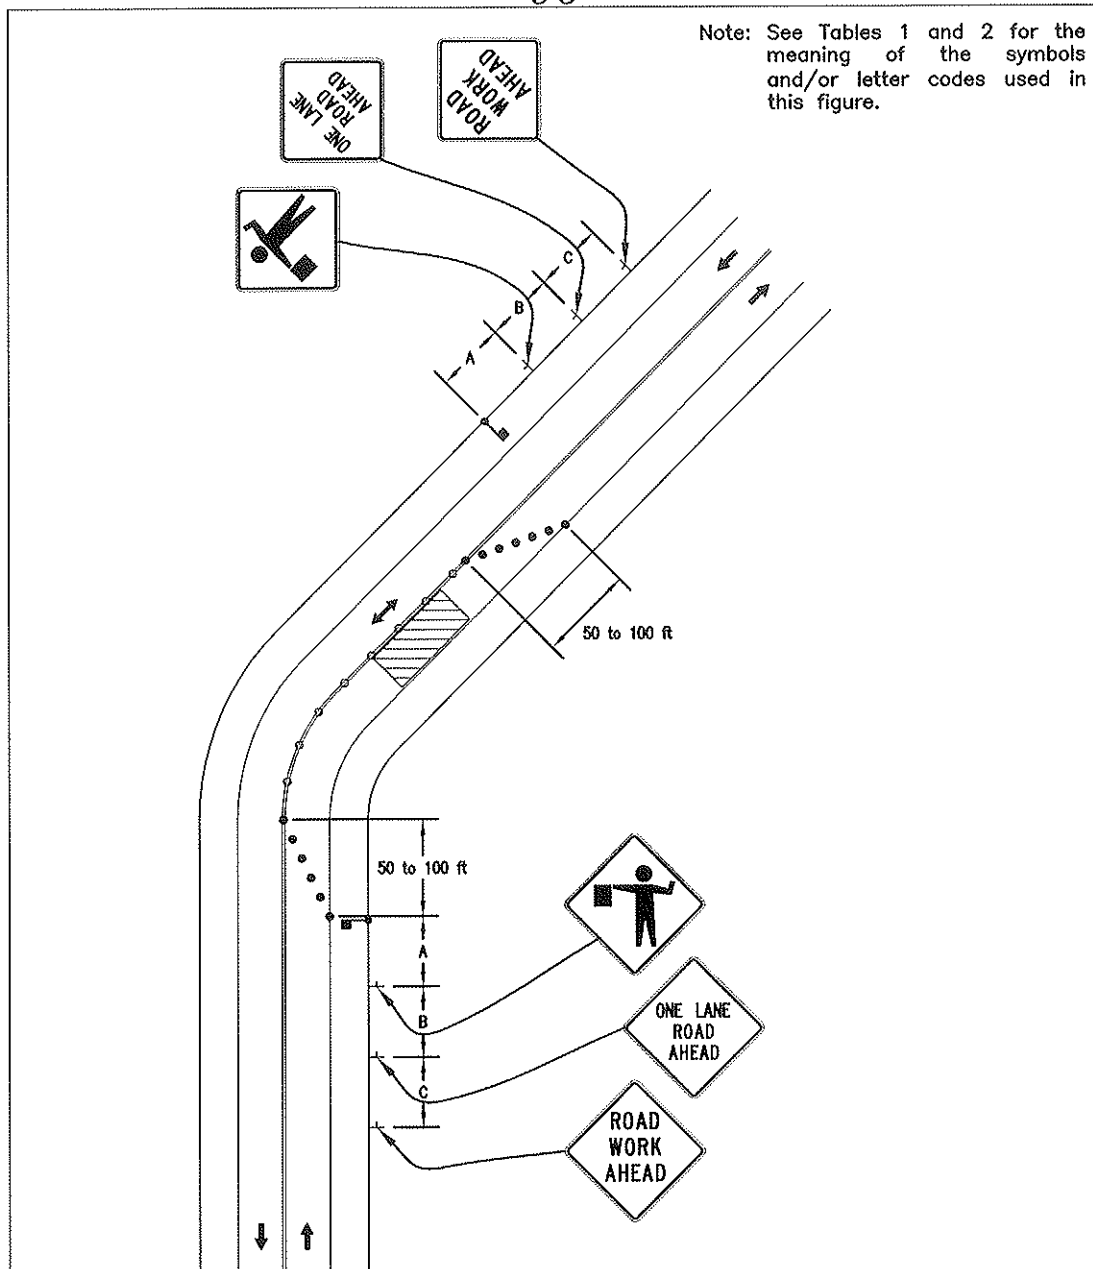 Note: See Tables 1 and 2 for the
meaning of the symbols
and/or letter codes used in
this figure.
ROAD
WORK
AHEAD
ONE LANE
ROAD
AHEAD
C
B
A
50 to 100 ft
50 to 100 ft
A
B
C
ONE LANE
ROAD
AHEAD
ROAD
WORK
AHEAD